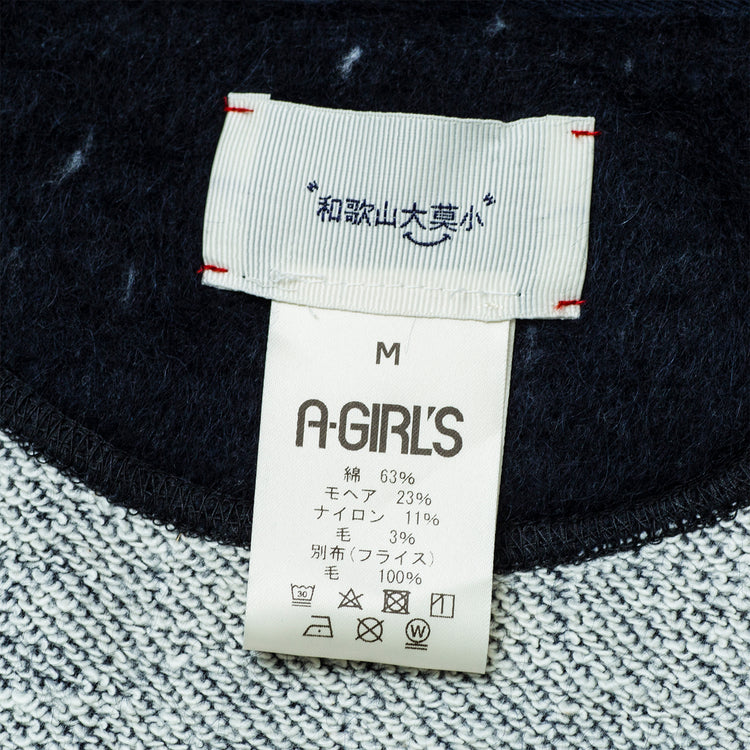 "和歌山大莫小"
M
A-GIRL'S
綿 63%
モヘア 23%
ナイロン 11%
毛 3%
別布(フライス)
毛 100%
30
W